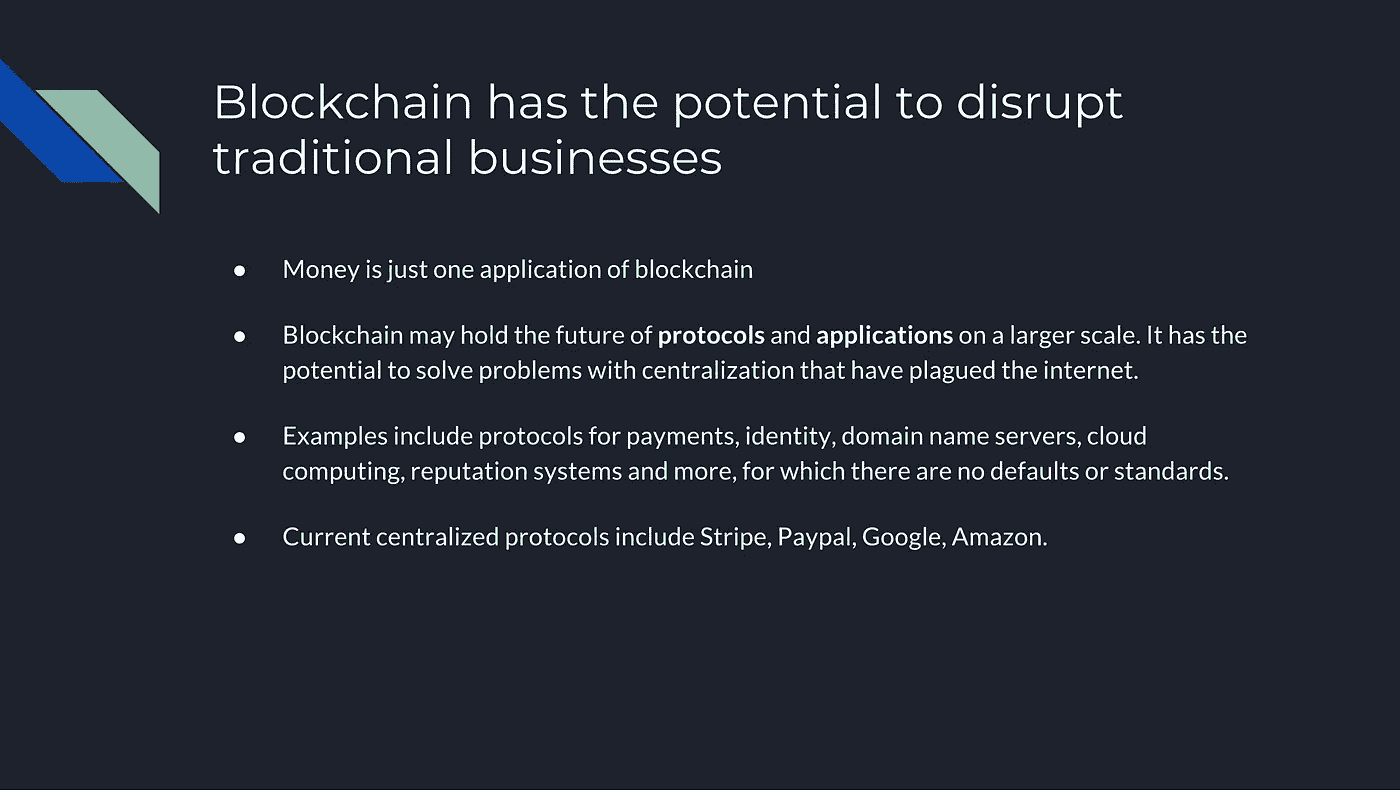 Blockchain has the potential to disrupt
traditional businesses
● Money is just one application of blockchain
● Blockchain may hold the future of protocols and applications on a larger scale. It has the
potential to solve problems with centralization that have plagued the internet.
● Examples include protocols for payments, identity, domain name servers, cloud
computing, reputation systems and more, for which there are no defaults or standards.
● Current centralized protocols include Stripe, Paypal, Google, Amazon.